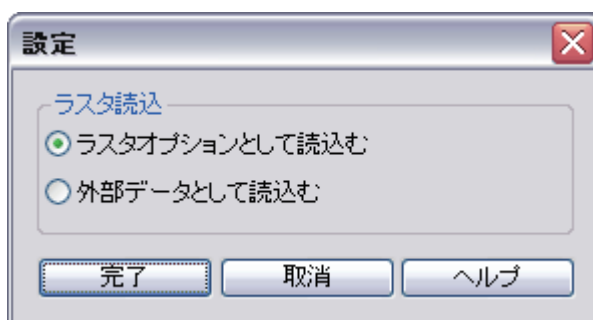 設定
ラスタ読込
ラスタオプションとして読込む
外部データとして読込む
完了 取消 ヘルプ